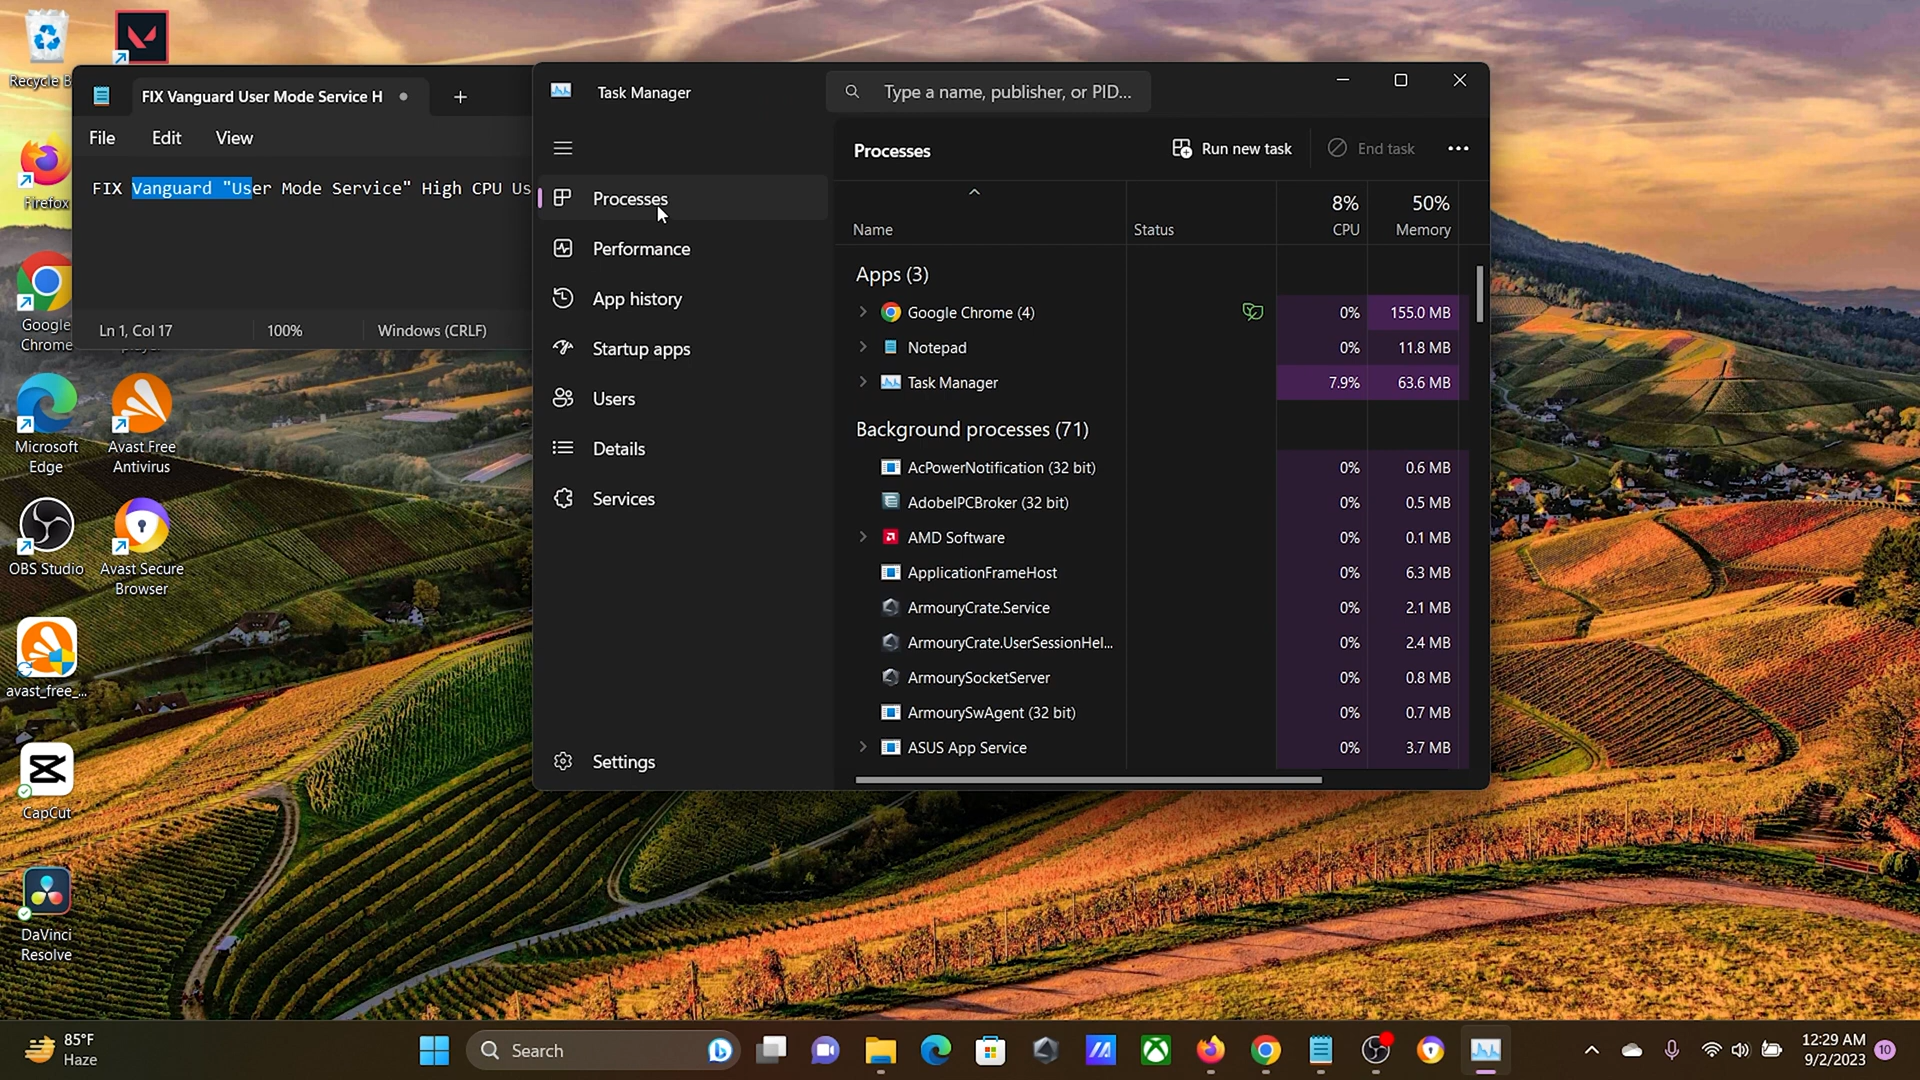 Recycle B
FIX Vanguard User Mode Service H
File
Edit
View
FIX Vanguard "User Mode Service" High CPU Us
Ln 1, Col 17
100%
Windows (CRLF)
Firefox
Google
Chrome
Microsoft
Edge
Avast Free
Antivirus
OBS Studio
Avast Secure
Browser
avast_free_...
CapCut
DaVinci
Resolve
Task Manager
Type a name, publisher, or PID...
Processes
Performance
App history
Startup apps
Users
Details
Services
Settings
Processes
Run new task
End task
8%
50%
Name
Status
CPU
Memory
Apps (3)
Google Chrome (4) 0% 155.0 MB
Notepad 0% 11.8 MB
Task Manager 7.9% 63.6 MB
Background processes (71)
AcPowerNotification (32 bit) 0% 0.6 MB
AdobeIPCBroker (32 bit) 0% 0.5 MB
AMD Software 0% 0.1 MB
ApplicationFrameHost 0% 6.3 MB
ArmouryCrate.Service 0% 2.1 MB
ArmouryCrate.UserSessionHel... 0% 2.4 MB
ArmourySocketServer 0% 0.8 MB
ArmourySwAgent (32 bit) 0% 0.7 MB
ASUS App Service 0% 3.7 MB
85°F
Haze
Search
12:29 AM
9/2/2023
10